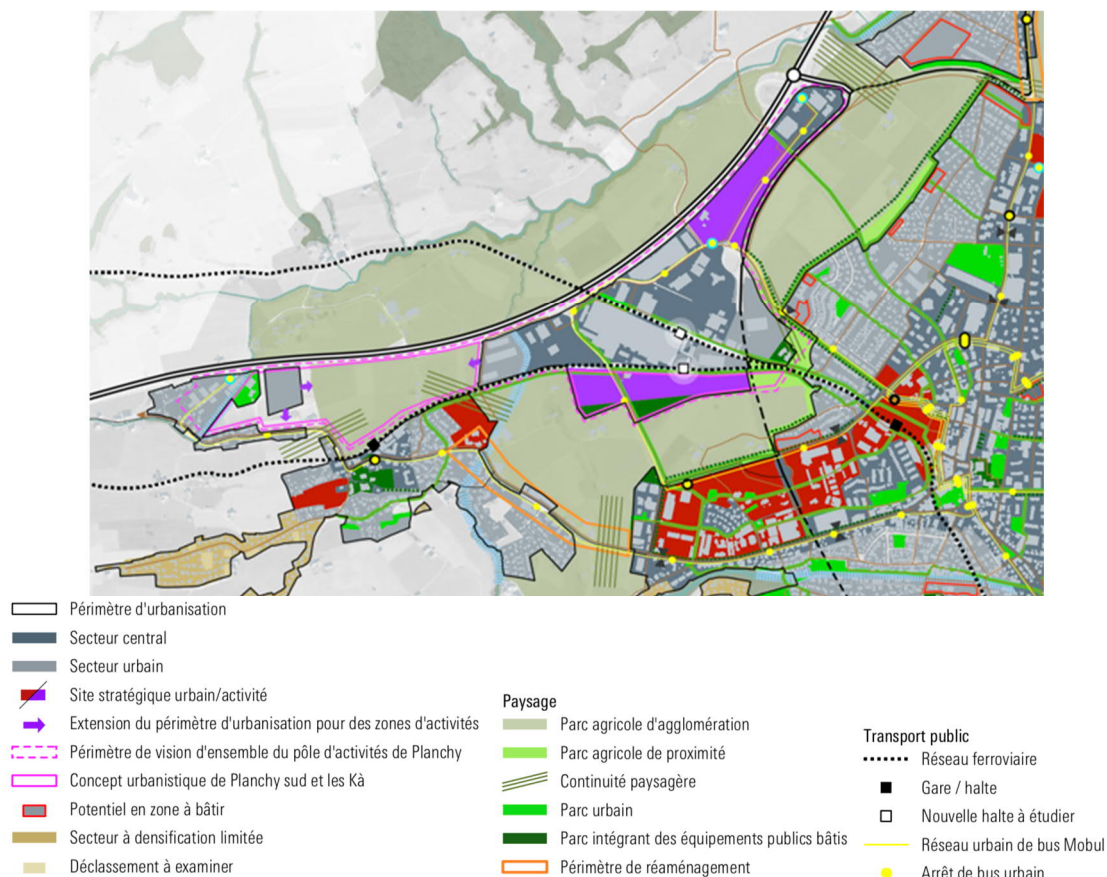 Périmètre d'urbanisation
Secteur central
Secteur urbain
Site stratégique urbain/activité
Extension du périmètre d'urbanisation pour des zones d'activités
Périmètre de vision d'ensemble du pôle d'activités de Planchy
Concept urbanistique de Planchy sud et les Kà
Potentiel en zone à bâtir
Secteur à densification limitée
Déclassement à examiner
Paysage
Parc agricole d'agglomération
Parc agricole de proximité
Continuité paysagère
Parc urbain
Parc intégrant des équipements publics bâtis
Périmètre de réaménagement
Transport public
Réseau ferroviaire
Gare / halte
Nouvelle halte à étudier
Réseau urbain de bus Mobul
Arrêt de bus urbain